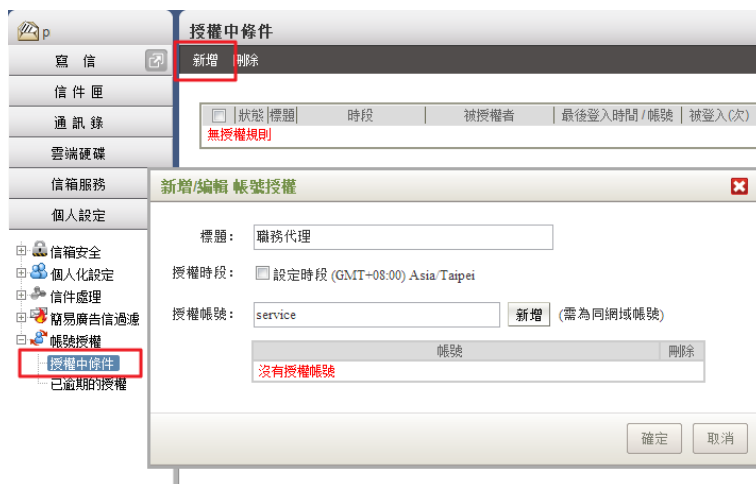 p
寫 信
信 件 匣
通 訊 錄
雲端硬碟
信箱服務
個人設定
信箱安全
個人化設定
信件處理
簡易廣告信過濾
帳號授權
授權中條件
已逾期的授權
授權中條件
新增 刪除
狀態 標題 時段 被授權者 最後登入時間 / 帳號 被登入(次)
無授權規則
新增/編輯 帳號授權
標題： 職務代理
授權時段： 設定時段 (GMT+08:00) Asia/Taipei
授權帳號： service 新增 (需為同網域帳號)
帳號 刪除
沒有授權帳號
確定 取消